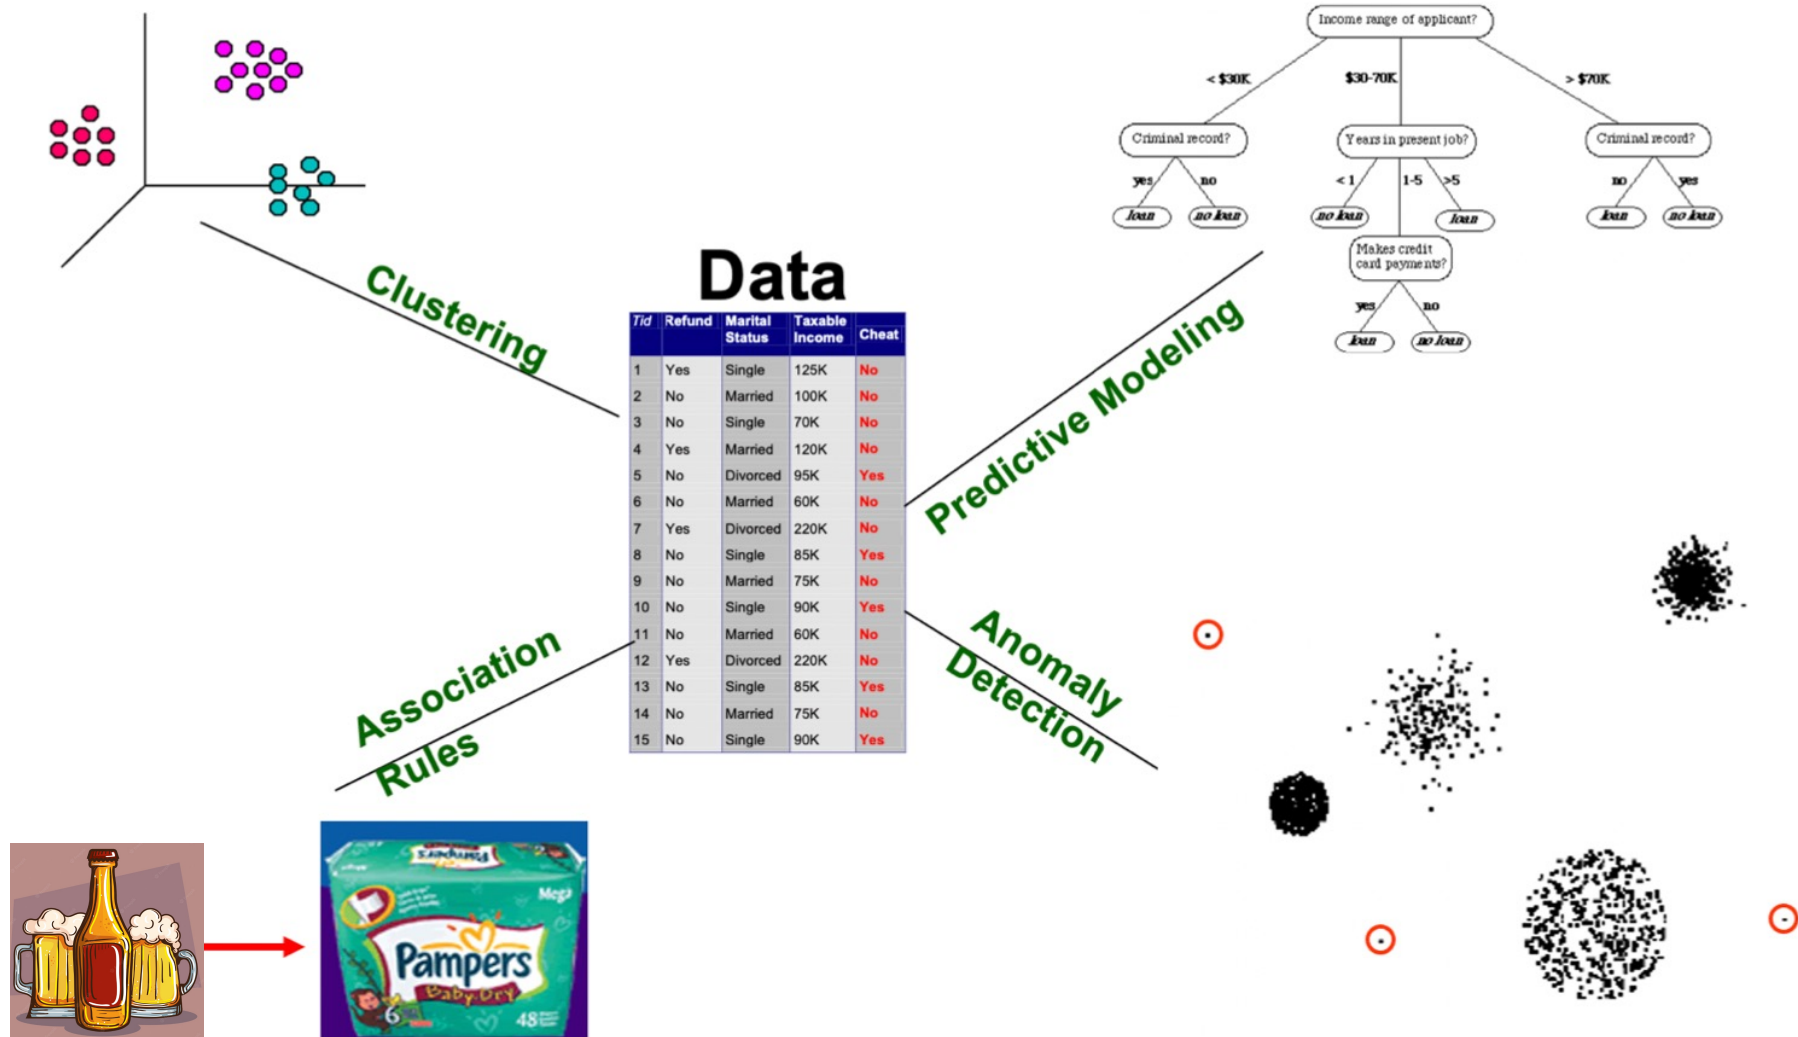 Income range of applicant?
< $30K
$30-70K
> $70K
Criminal record?
Years in present job?
Criminal record?
yes
no
< 1
1-5
>5
no
yes
loan
no loan
no loan
loan
loan
no loan
Makes credit
card payments?
yes
no
loan
no loan
Clustering
Data
Predictive Modeling
Tid Refund Marital Status Taxable Income Cheat
1 Yes Single 125K No
2 No Married 100K No
3 No Single 70K No
4 Yes Married 120K No
5 No Divorced 95K Yes
6 No Married 60K No
7 Yes Divorced 220K No
8 No Single 85K Yes
9 No Married 75K No
10 No Single 90K Yes
11 No Married 60K No
12 Yes Divorced 220K No
13 No Single 85K Yes
14 No Married 75K No
15 No Single 90K Yes
Association
Rules
Anomaly
Detection
Pampers
Mega
Pampers
Baby-Dry
6
48